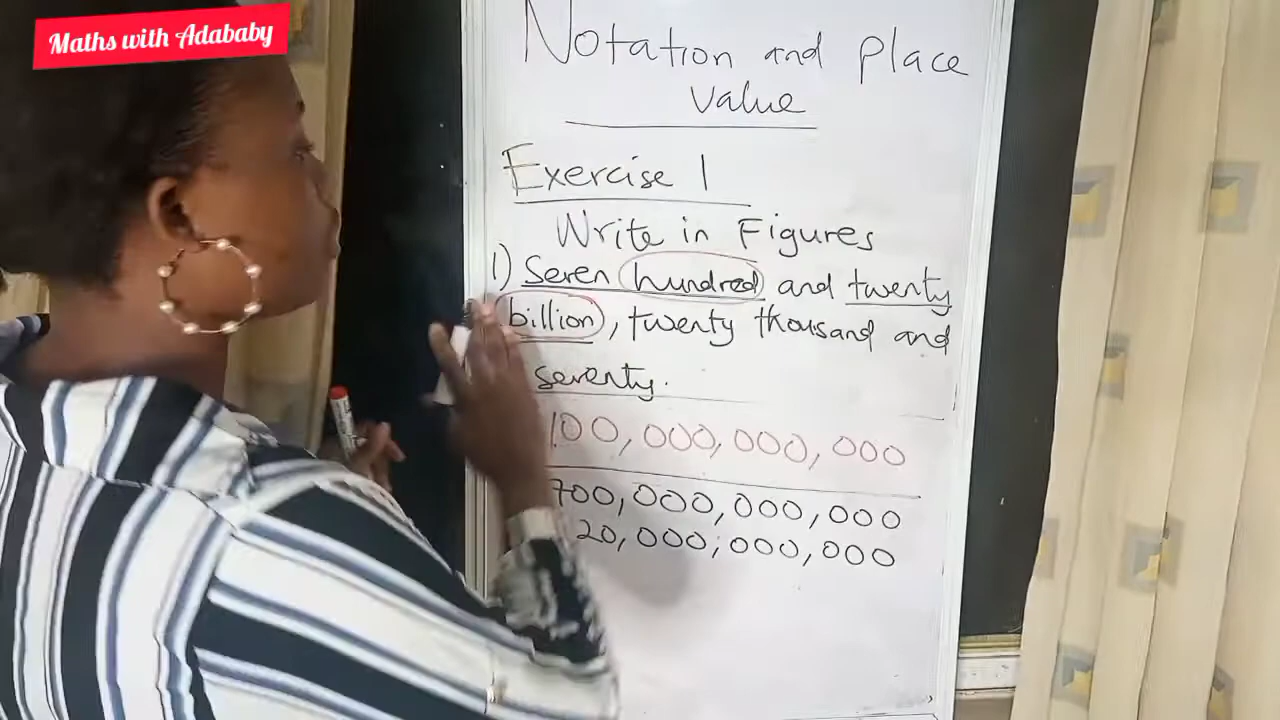 Maths with Adababy
Notation and place
value
Exercise 1
Write in Figures
1) Seven hundred and twenty
billion, twenty thousand and
seventy.
100,000,000,000
700,000,000,000
20,000,000,000